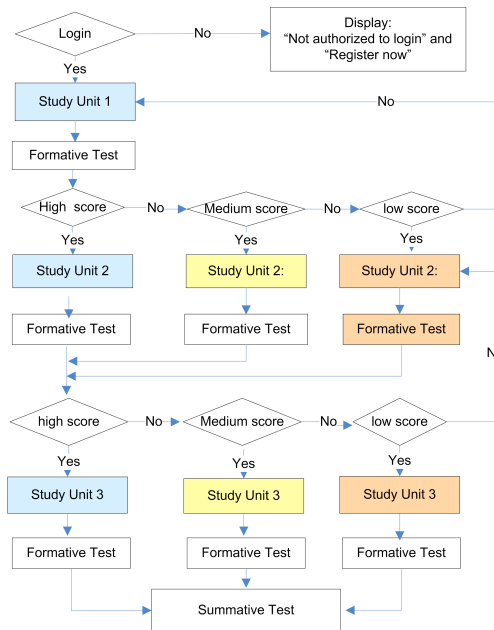 Login
No
Display:
“Not authorized to login” and
“Register now”
Yes
Study Unit 1
No
Formative Test
High score
No
Medium score
No
low score
Yes
Yes
Yes
Study Unit 2
Study Unit 2:
Study Unit 2:
Formative Test
Formative Test
Formative Test
high score
No
Medium score
No
low score
Yes
Yes
Yes
Study Unit 3
Study Unit 3
Study Unit 3
Formative Test
Formative Test
Formative Test
Summative Test